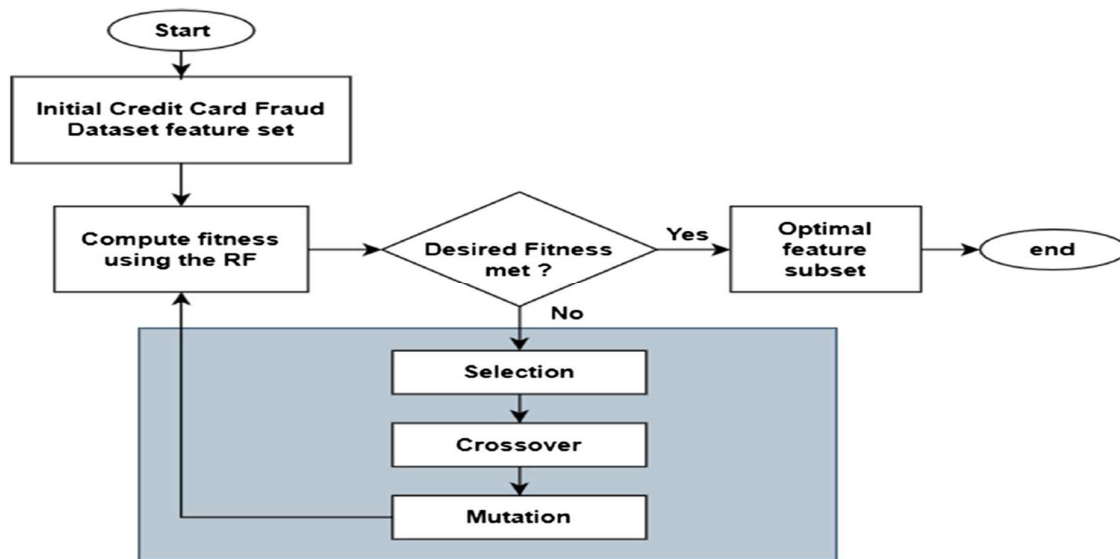 Start
Initial Credit Card Fraud
Dataset feature set
Compute fitness
using the RF
Desired Fitness
met ?
Yes
Optimal
feature
subset
end
No
Selection
Crossover
Mutation